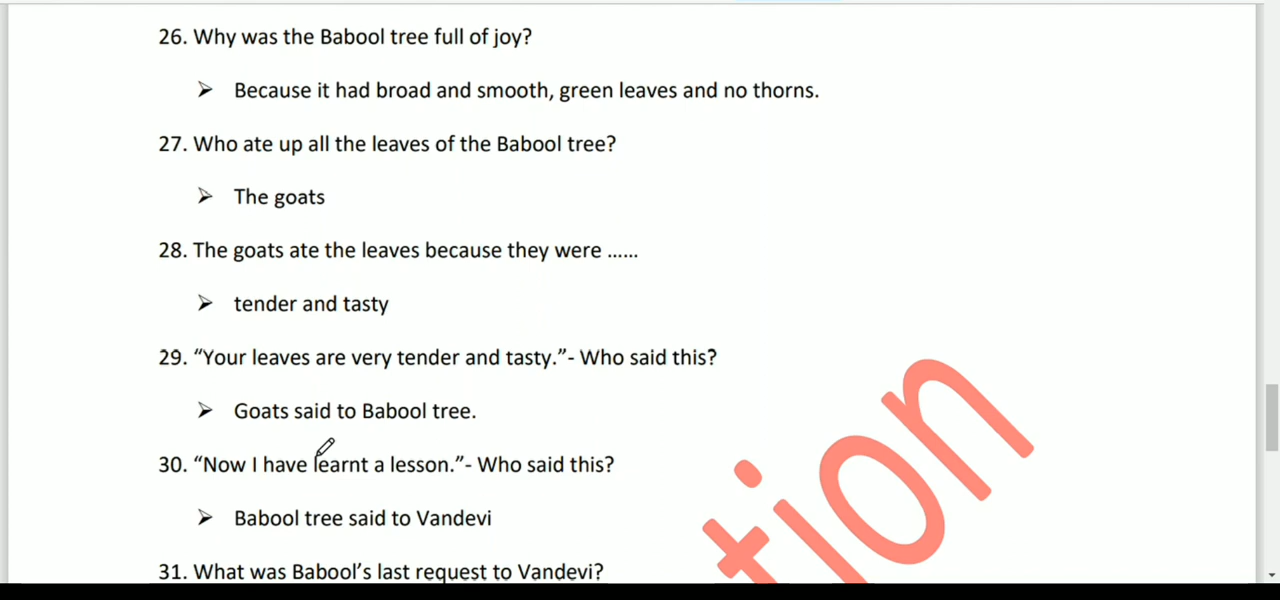 26. Why was the Babool tree full of joy?
➢ Because it had broad and smooth, green leaves and no thorns.
27. Who ate up all the leaves of the Babool tree?
➢ The goats
28. The goats ate the leaves because they were ......
➢ tender and tasty
29. “Your leaves are very tender and tasty.”- Who said this?
➢ Goats said to Babool tree.
30. “Now I have learnt a lesson.”- Who said this?
➢ Babool tree said to Vandevi
31. What was Babool’s last request to Vandevi?
tion